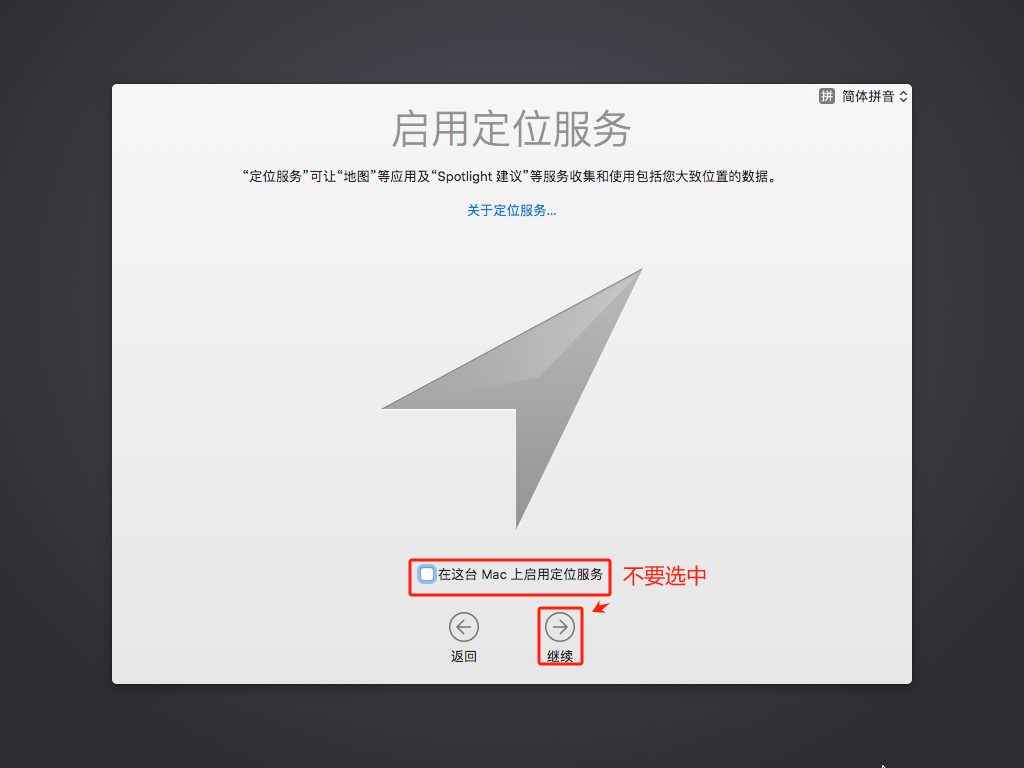 拼 简体拼音
启用定位服务
“定位服务”可让“地图”等应用及“Spotlight 建议”等服务收集和使用包括您大致位置的数据。
关于定位服务...
在这台 Mac 上启用定位服务 不要选中
返回 继续